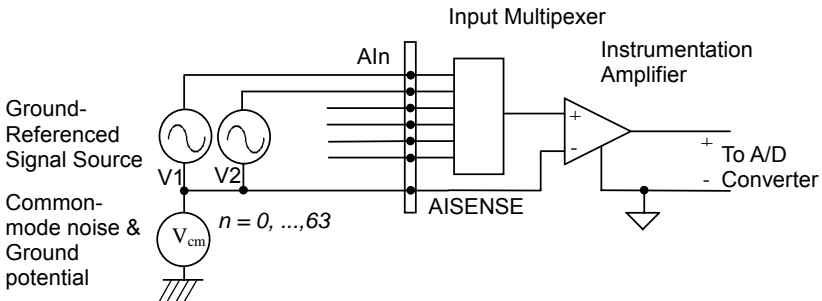 Input Multipexer
Instrumentation
Amplifier
AIn
Ground-
Referenced
Signal Source
+
-
+
To A/D
-
Converter
V1
V2
AISENSE
Common-
mode noise &
Ground
potential
Vcm
n = 0, ...,63